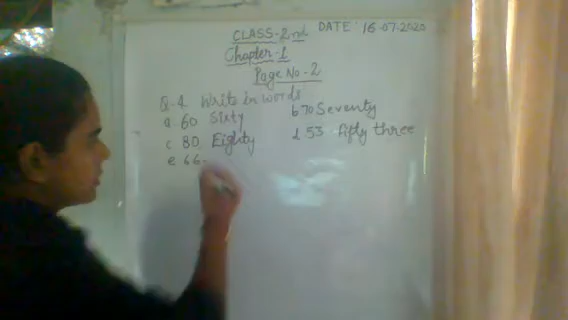 CLASS-2nd DATE: 16-07-2020
Chapter-1
Page No-2
Q-1 Write in words
a 60 Sixty b 70 Seventy
c 80 Eighty d 53 fifty three
e 66